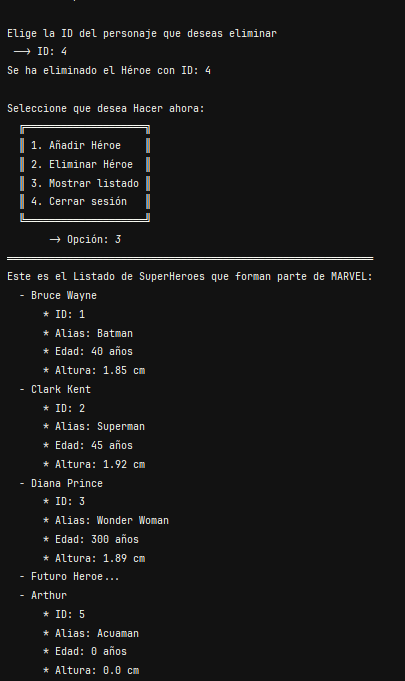 Elige la ID del personaje que deseas eliminar
--> ID: 4
Se ha eliminado el Héroe con ID: 4
Seleccione que desea Hacer ahora:
1. Añadir Héroe
2. Eliminar Héroe
3. Mostrar listado
4. Cerrar sesión
-> Opción: 3
Este es el Listado de SuperHeroes que forman parte de MARVEL:
- Bruce Wayne
* ID: 1
* Alias: Batman
* Edad: 40 años
* Altura: 1.85 cm
- Clark Kent
* ID: 2
* Alias: Superman
* Edad: 45 años
* Altura: 1.92 cm
- Diana Prince
* ID: 3
* Alias: Wonder Woman
* Edad: 300 años
* Altura: 1.89 cm
- Futuro Heroe...
- Arthur
* ID: 5
* Alias: Acuaman
* Edad: 0 años
* Altura: 0.0 cm